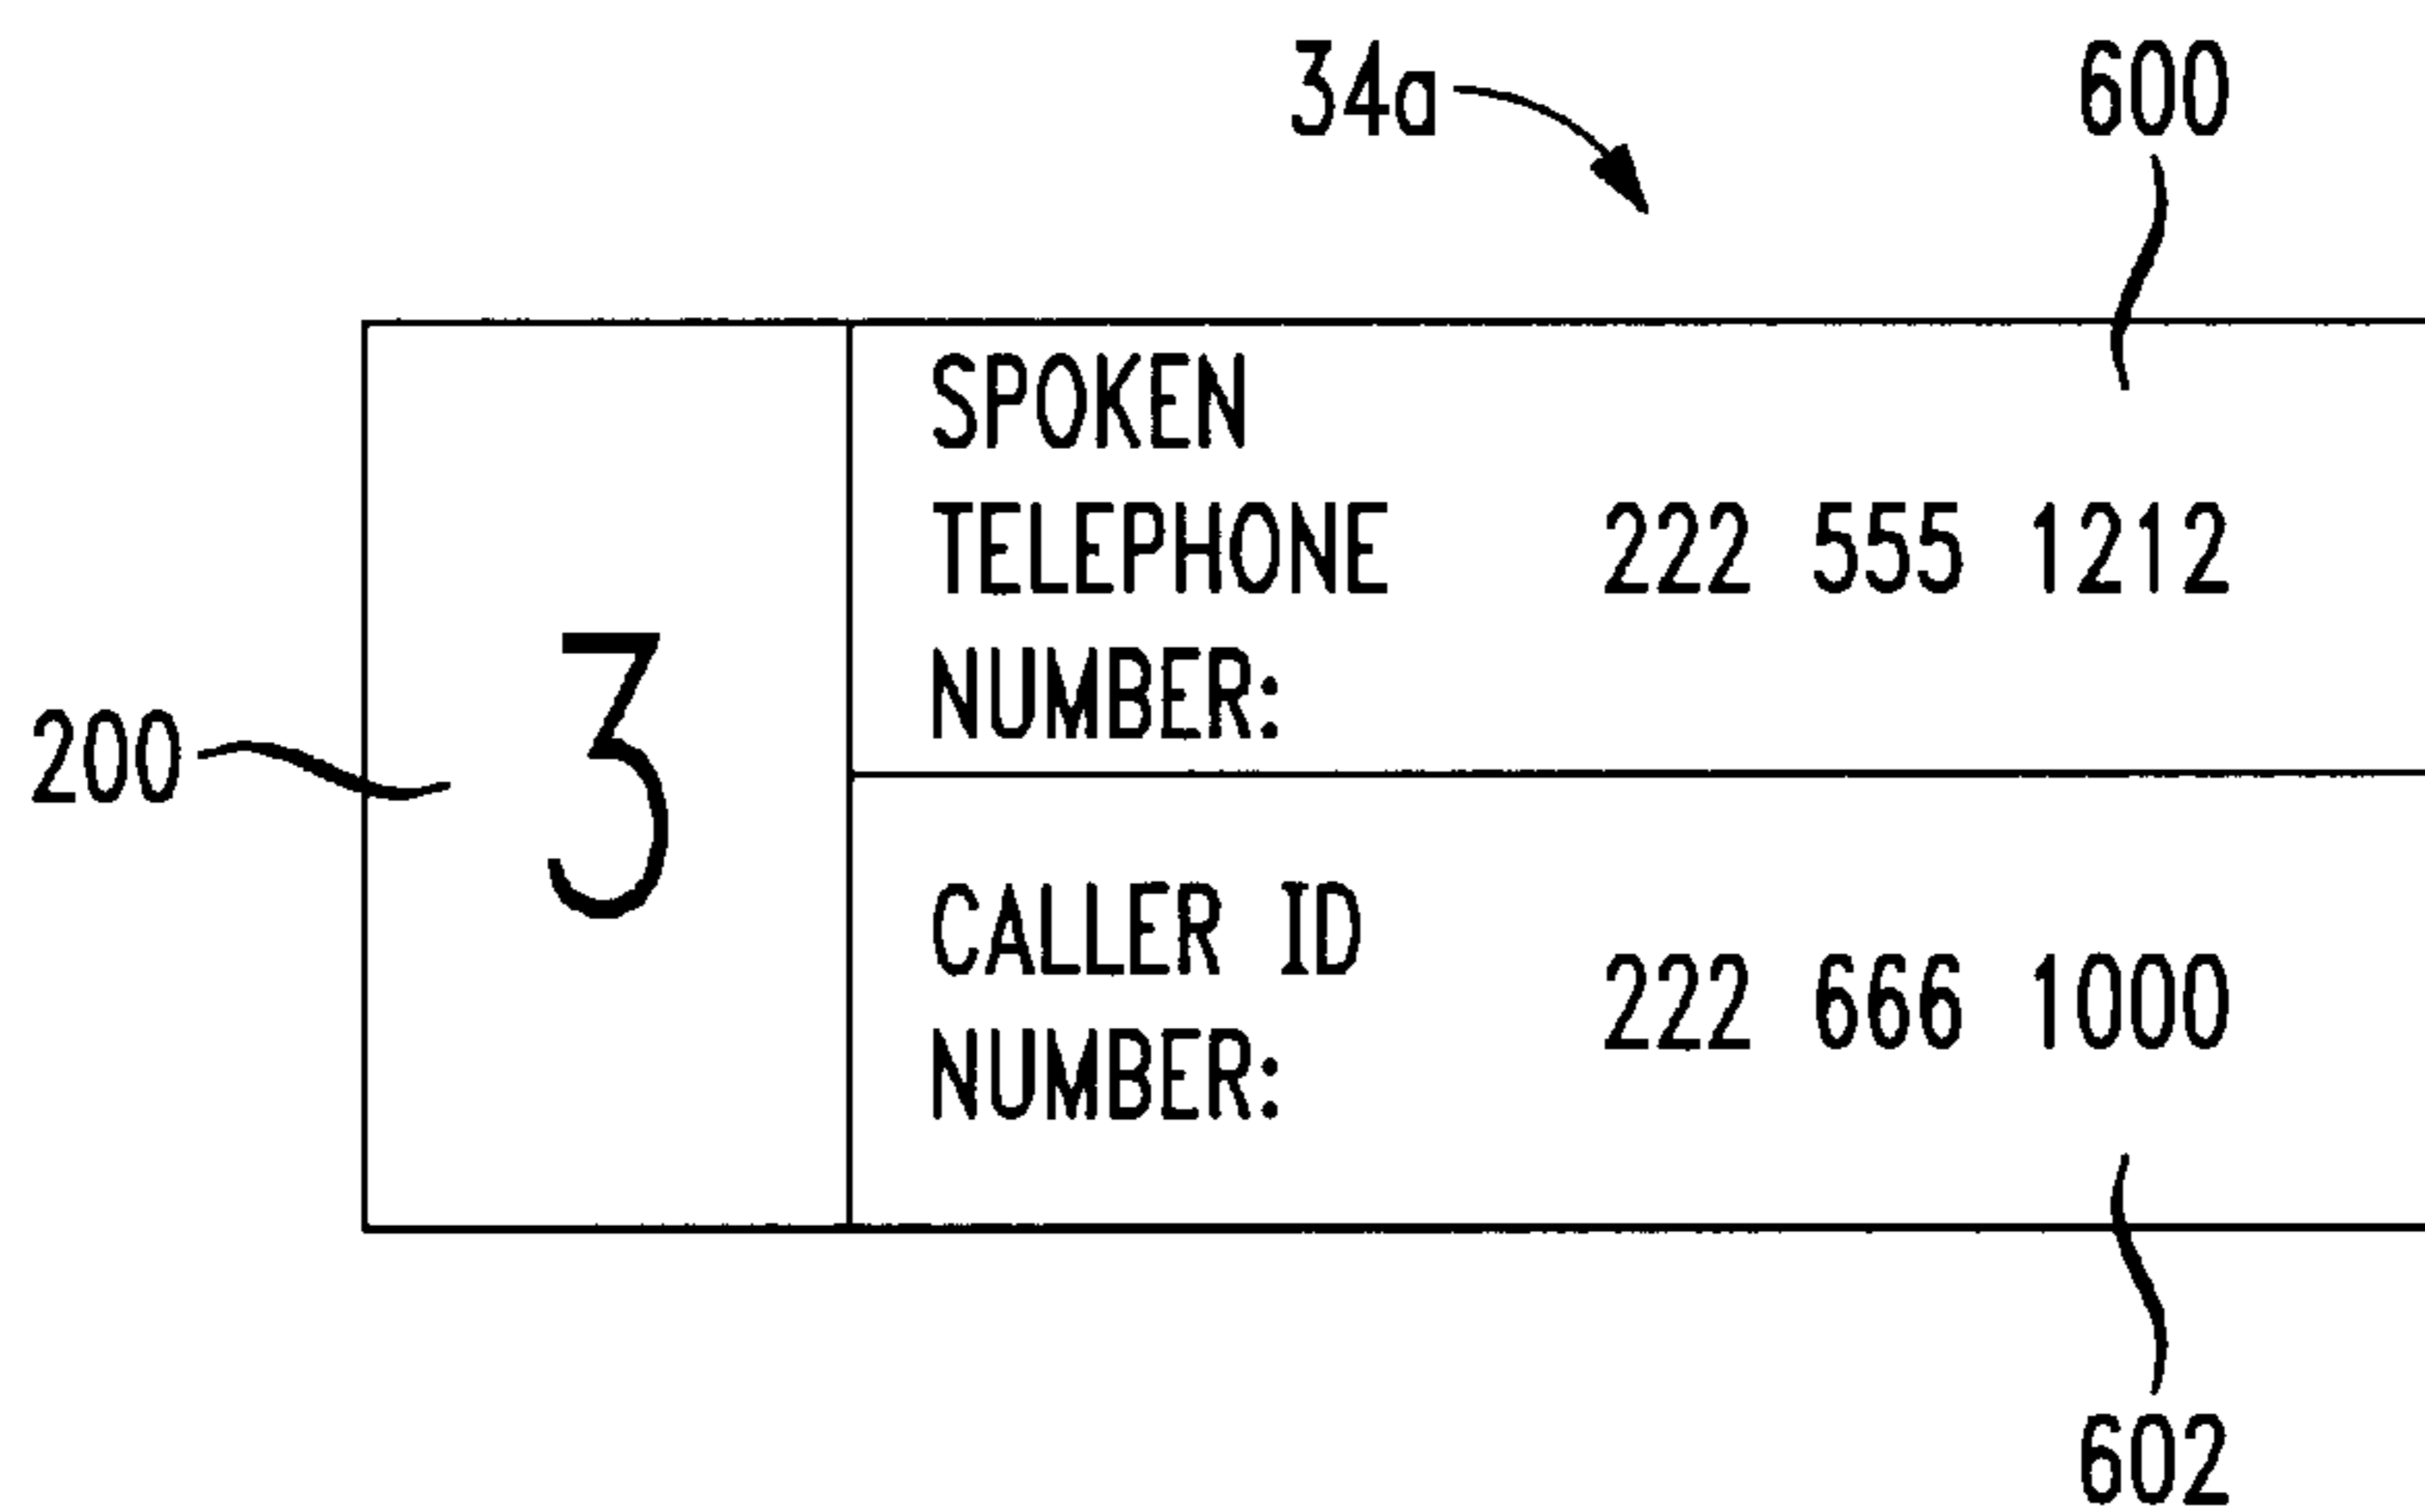 34a
600
SPOKEN
TELEPHONE 222 555 1212
NUMBER:
200
3
CALLER ID
222 666 1000
NUMBER:
602